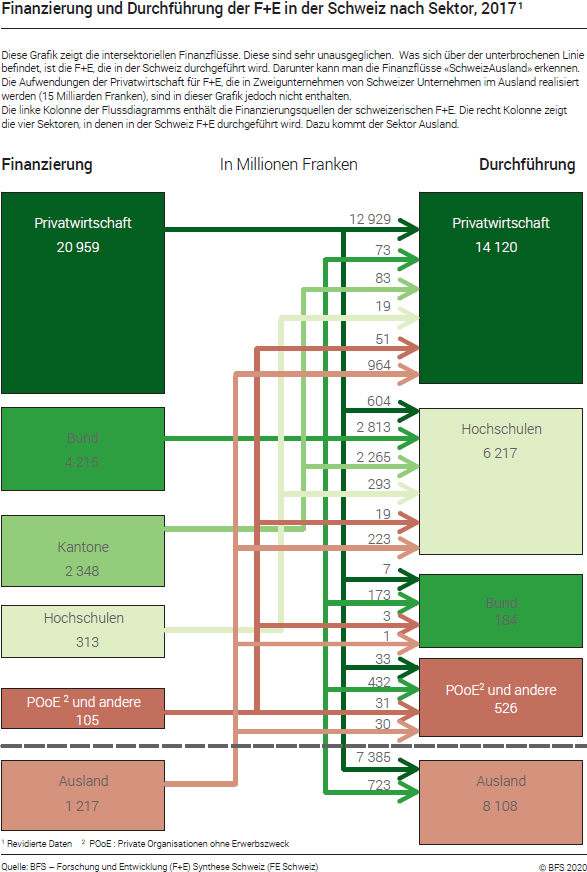 Finanzierung und Durchführung der F+E in der Schweiz nach Sektor, 2017¹
Diese Grafik zeigt die intersektoriellen Finanzflüsse. Diese sind sehr unausgeglichen. Was sich über der unterbrochenen Linie
befindet, ist die F+E, die in der Schweiz durchgeführt wird. Darunter kann man die Finanzflüsse «Schweiz-Ausland» erkennen.
Die Aufwendungen der Privatwirtschaft für F+E, die in Zweigunternehmen von Schweizer Unternehmen im Ausland realisiert
werden (15 Milliarden Franken), sind in dieser Grafik jedoch nicht enthalten.
Die linke Kolonne der Flussdiagramms enthält die Finanzierungsquellen der schweizerischen F+E. Die recht Kolonne zeigt
die vier Sektoren, in denen in der Schweiz F+E durchgeführt wird. Dazu kommt der Sektor Ausland.
Finanzierung In Millionen Franken Durchführung
Privatwirtschaft
20 959
Bund
4 215
Kantone
2 348
Hochschulen
313
POoE ² und andere
105
Ausland
1 217
12 929
73
83
19
51
964
604
2 813
2 265
293
19
223
7
173
3
1
33
432
31
30
7 385
723
Privatwirtschaft
14 120
Hochschulen
6 217
Bund
184
POoE² und andere
526
Ausland
8 108
¹ Revidierte Daten ² POoE : Private Organisationen ohne Erwerbszweck
Quelle: BFS – Forschung und Entwicklung (F+E) Synthese Schweiz (FE Schweiz) © BFS 2020